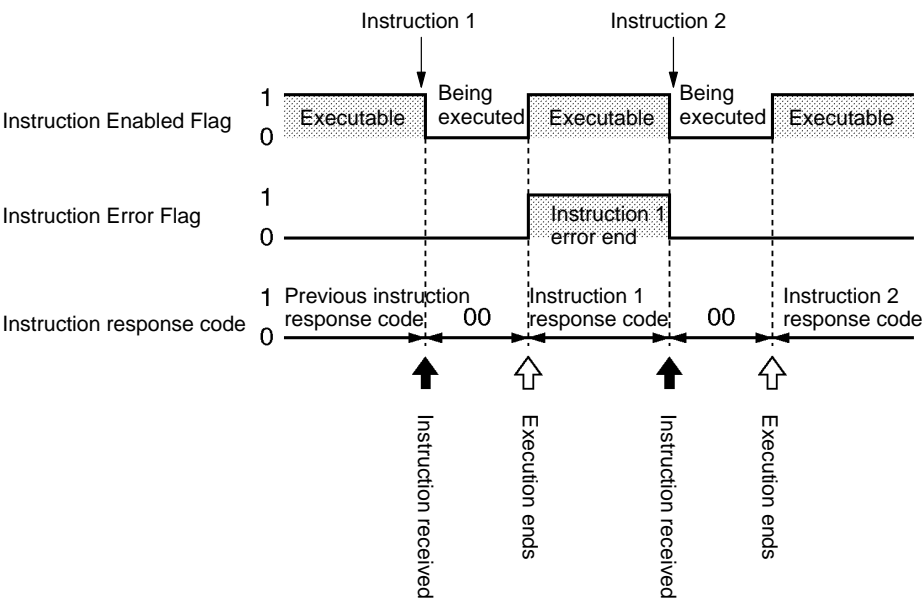 Instruction 1
Instruction 2
Instruction Enabled Flag
1
0
Executable
Being
executed
Executable
Being
executed
Executable
Instruction Error Flag
1
0
Instruction 1
error end
Instruction response code
1
0
Previous instruction
response code
00
Instruction 1
response code
00
Instruction 2
response code
Instruction received
Execution ends
Instruction received
Execution ends